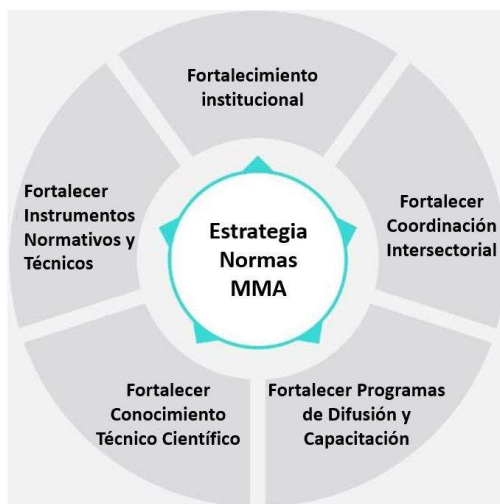 Fortalecimiento
institucional
Fortalecer
Coordinación
Intersectorial
Fortalecer Programas
de Difusión y
Capacitación
Fortalecer
Conocimiento
Técnico Científico
Fortalecer
Instrumentos
Normativos y
Técnicos
Estrategia
Normas
MMA